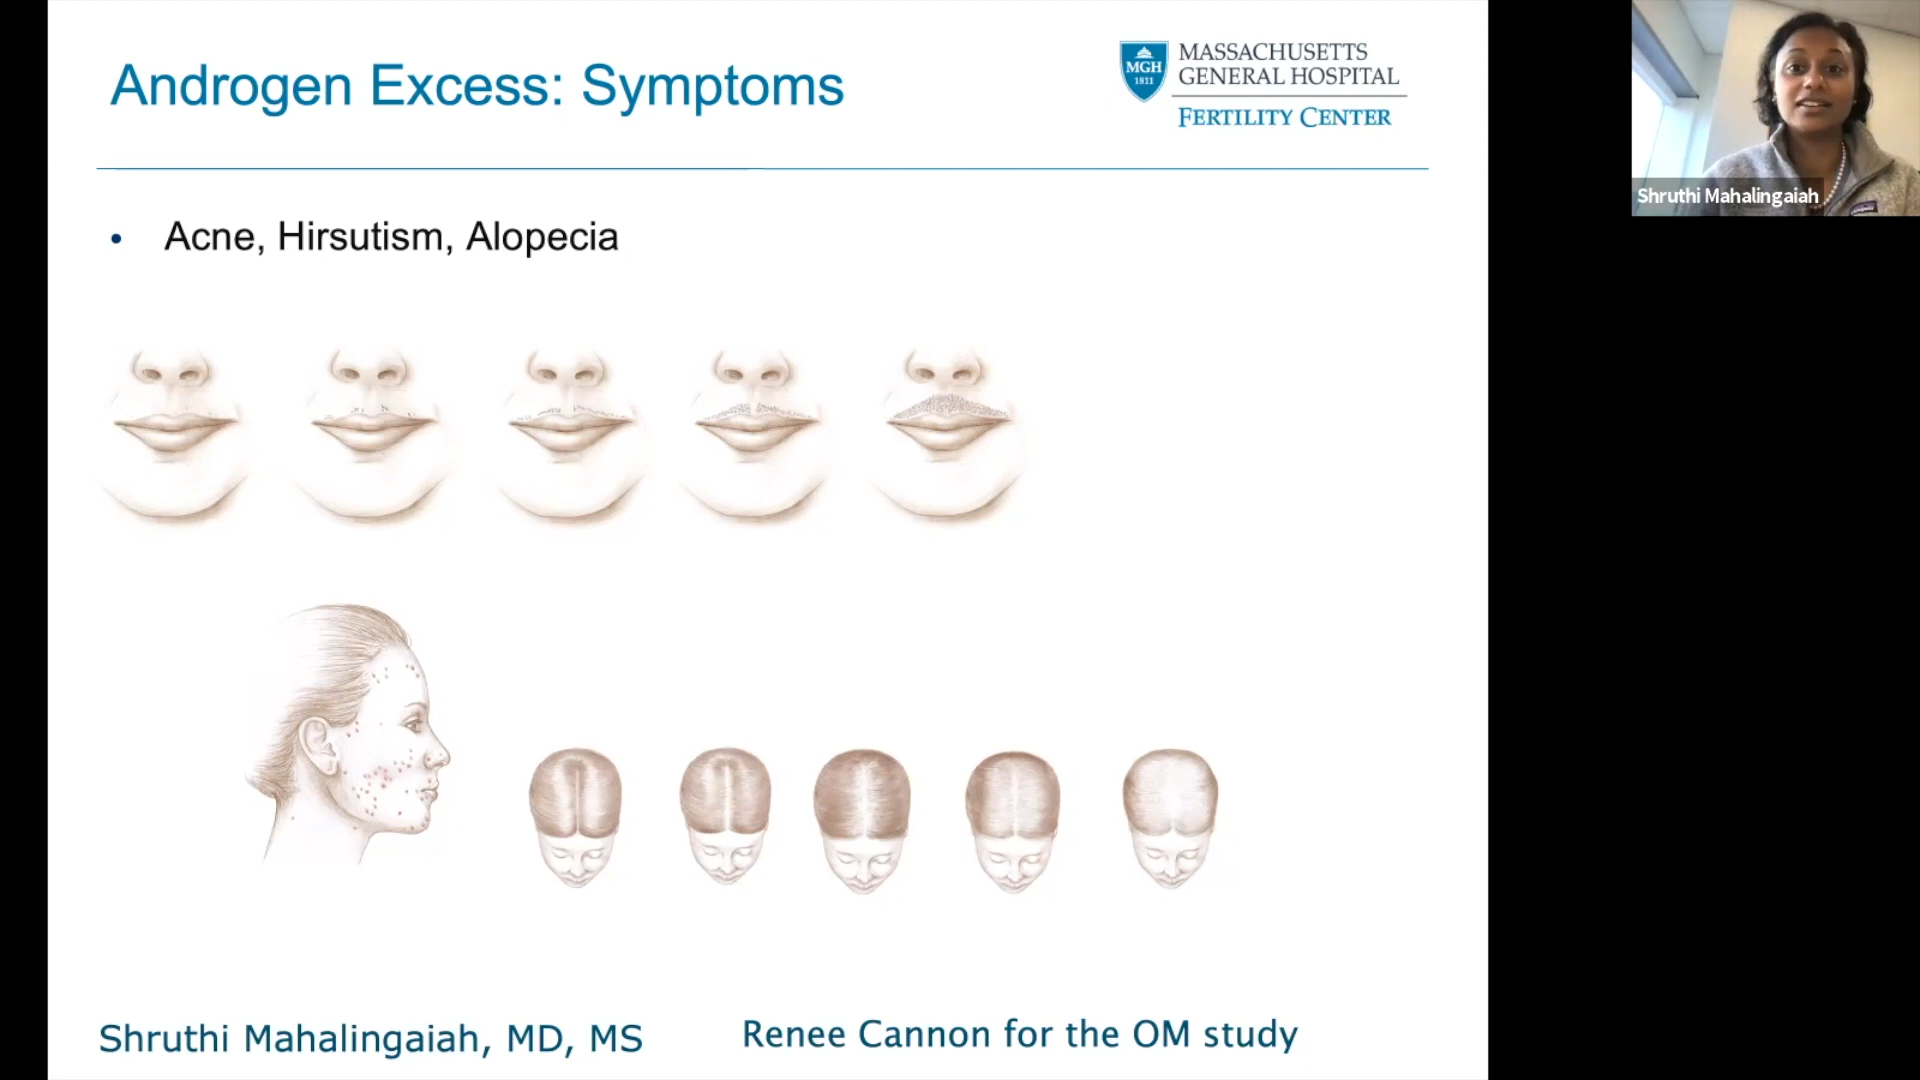 Androgen Excess: Symptoms
MGH
1811
MASSACHUSETTS
GENERAL HOSPITAL
FERTILITY CENTER
Shruthi Mahalingaiah
• Acne, Hirsutism, Alopecia
Shruthi Mahalingaiah, MD, MS
Renee Cannon for the OM study